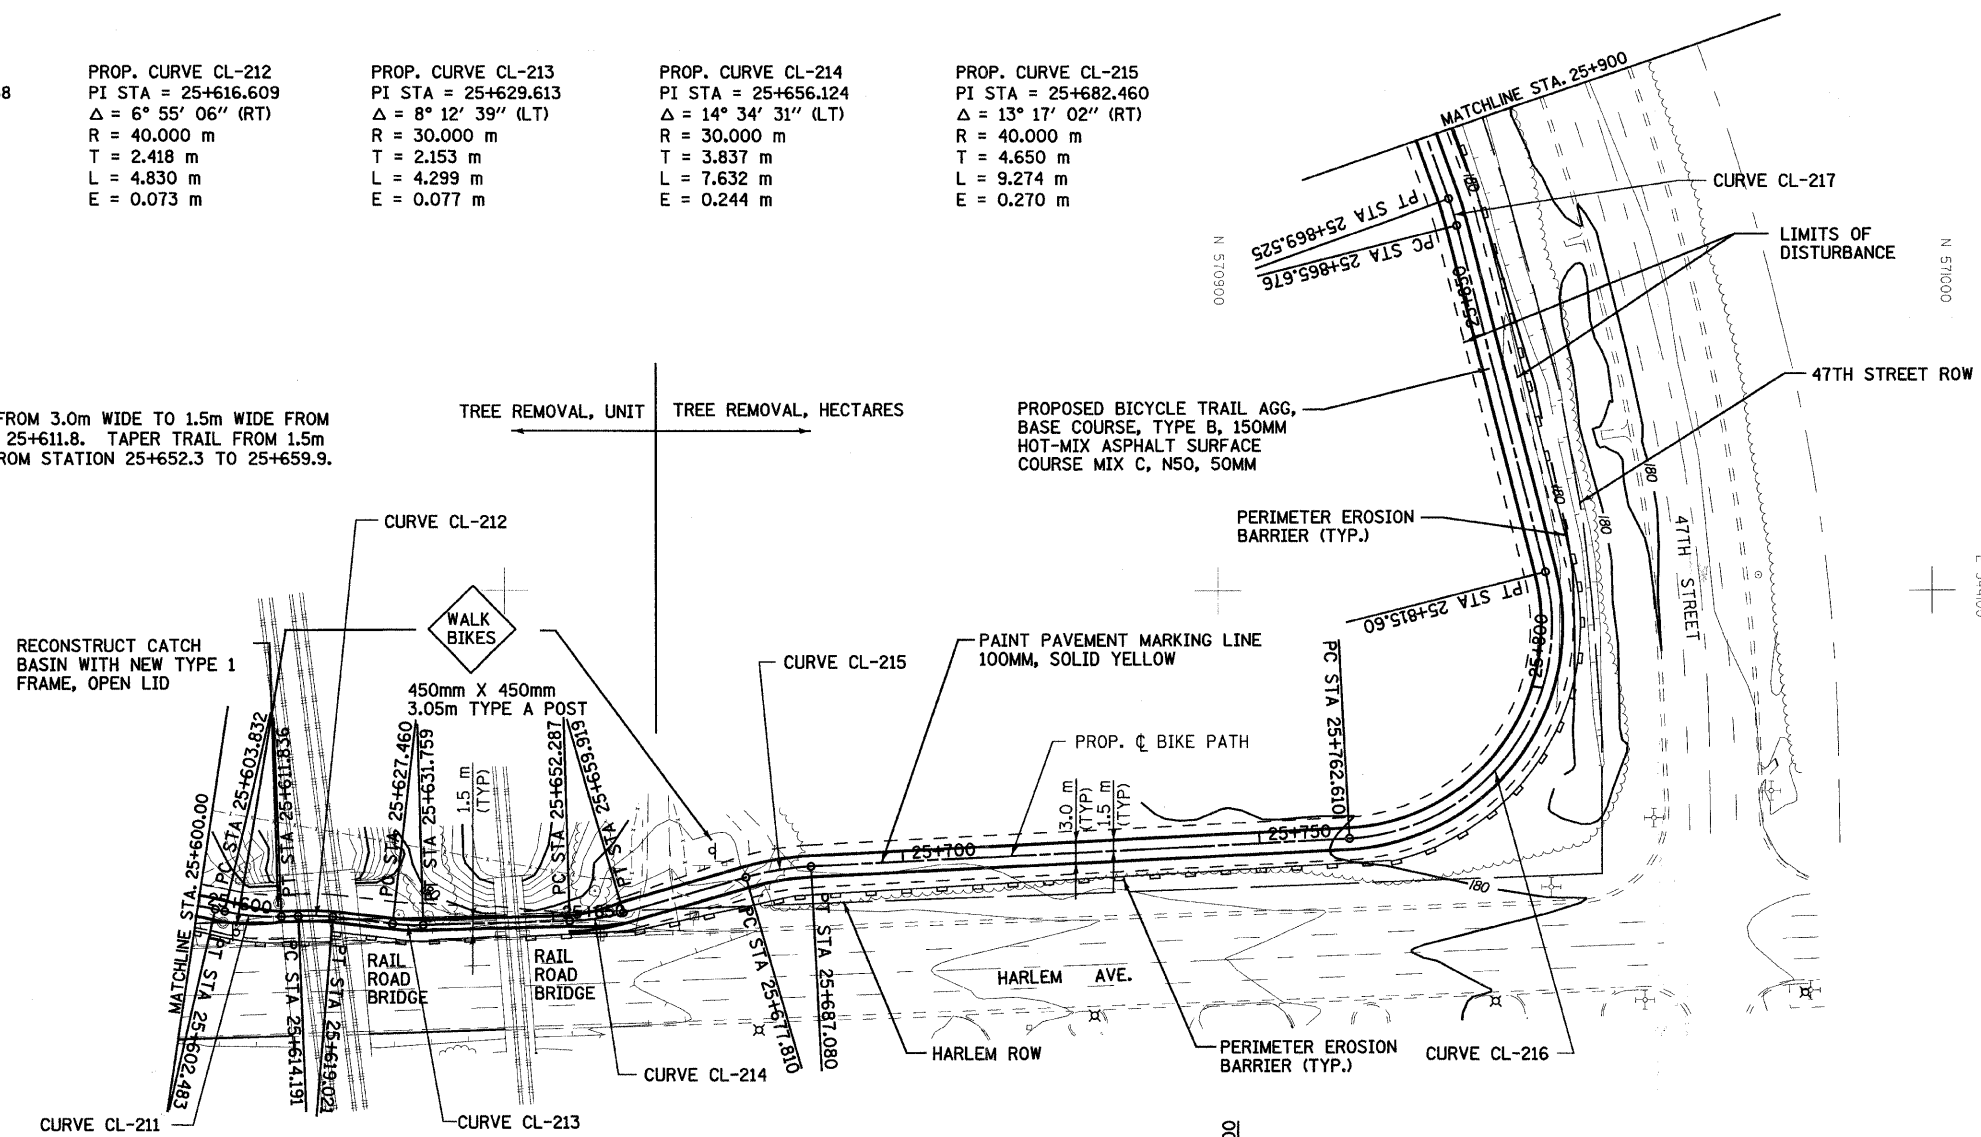 8
PROP. CURVE CL-212
PI STA = 25+616.609
Δ = 6° 55' 06" (RT)
R = 40.000 m
T = 2.418 m
L = 4.830 m
E = 0.073 m
PROP. CURVE CL-213
PI STA = 25+629.613
Δ = 8° 12' 39" (LT)
R = 30.000 m
T = 2.153 m
L = 4.299 m
E = 0.077 m
PROP. CURVE CL-214
PI STA = 25+656.124
Δ = 14° 34' 31" (LT)
R = 30.000 m
T = 3.837 m
L = 7.632 m
E = 0.244 m
PROP. CURVE CL-215
PI STA = 25+682.460
Δ = 13° 17' 02" (RT)
R = 40.000 m
T = 4.650 m
L = 9.274 m
E = 0.270 m
MATCHLINE STA. 25+900
CURVE CL-217
180
PT STA 25+869.525
PC STA 25+865.676
25+850
LIMITS OF
DISTURBANCE
N 570900
N 571000
47TH STREET ROW
FROM 3.0m WIDE TO 1.5m WIDE FROM
25+611.8. TAPER TRAIL FROM 1.5m
ROM STATION 25+652.3 TO 25+659.9.
TREE REMOVAL, UNIT
TREE REMOVAL, HECTARES
PROPOSED BICYCLE TRAIL AGG,
BASE COURSE, TYPE B, 150MM
HOT-MIX ASPHALT SURFACE
COURSE MIX C, N50, 50MM
180
180
180
PERIMETER EROSION
BARRIER (TYP.)
47TH STREET
CURVE CL-212
WALK
BIKES
450mm X 450mm
3.05m TYPE A POST
RECONSTRUCT CATCH
BASIN WITH NEW TYPE 1
FRAME, OPEN LID
PAINT PAVEMENT MARKING LINE
100MM, SOLID YELLOW
CURVE CL-215
PT STA 25+815.60
25+800
PC STA 25+762.610
PROP. ℄ BIKE PATH
MATCHLINE STA. 25+600.00
PC STA 25+603.832
PT STA 25+611.836
PC STA 25+627.460
PT STA 25+631.759
1.5 m
(TYP)
PC STA 25+652.287
PT STA 25+659.919
3.0 m
(TYP)
1.5 m
(TYP)
25+600
25+700
25+750
180
PT STA 25+602.483
PC STA 25+614.191
PT STA 25+619.021
RAIL
ROAD
BRIDGE
RAIL
ROAD
BRIDGE
PC STA 25+677.810
PT STA 25+687.080
HARLEM AVE.
HARLEM ROW
PERIMETER EROSION
BARRIER (TYP.)
CURVE CL-216
CURVE CL-214
CURVE CL-213
CURVE CL-211